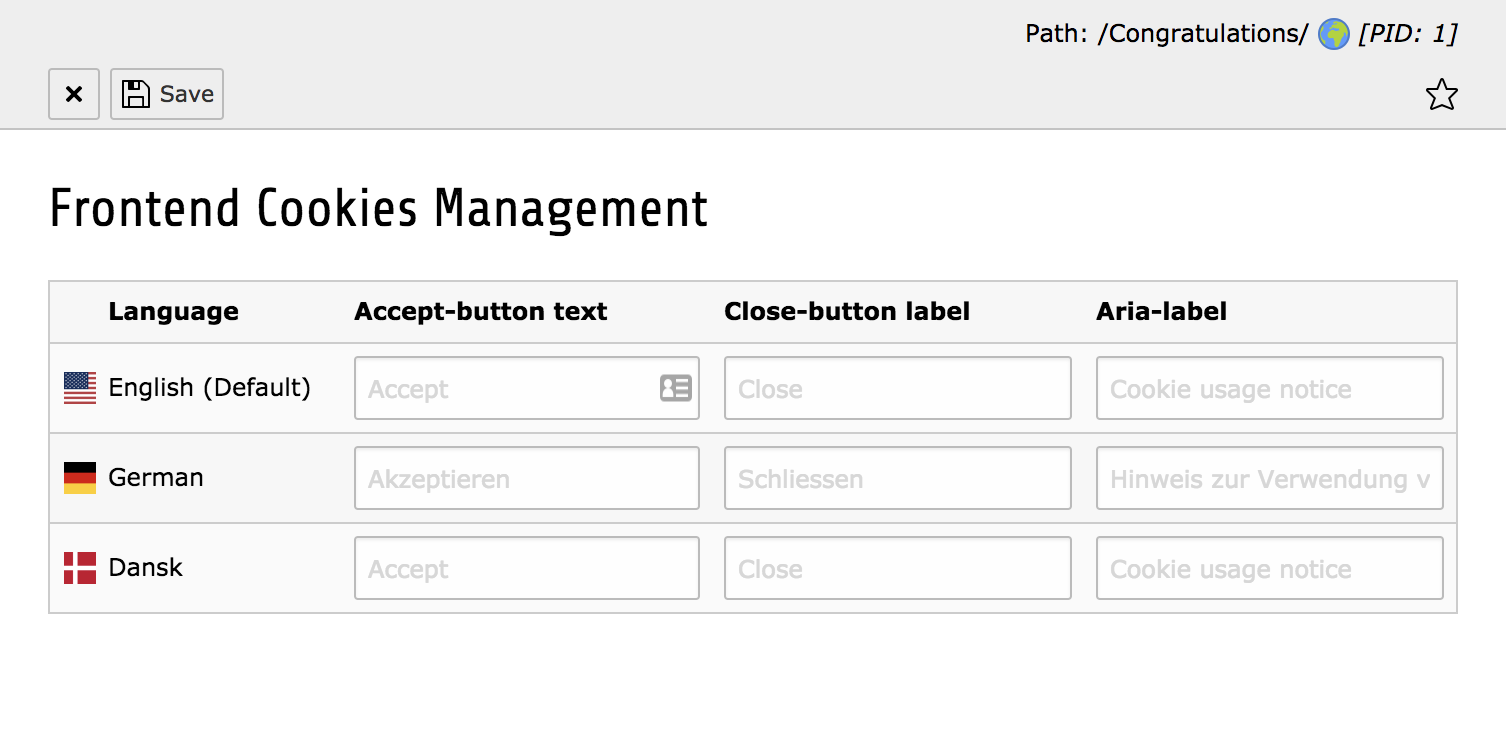 Path: /Congratulations/ [PID: 1]
Save
Frontend Cookies Management
Language Accept-button text Close-button label Aria-label
English (Default) Accept Close Cookie usage notice
German Akzeptieren Schliessen Hinweis zur Verwendung v
Dansk Accept Close Cookie usage notice